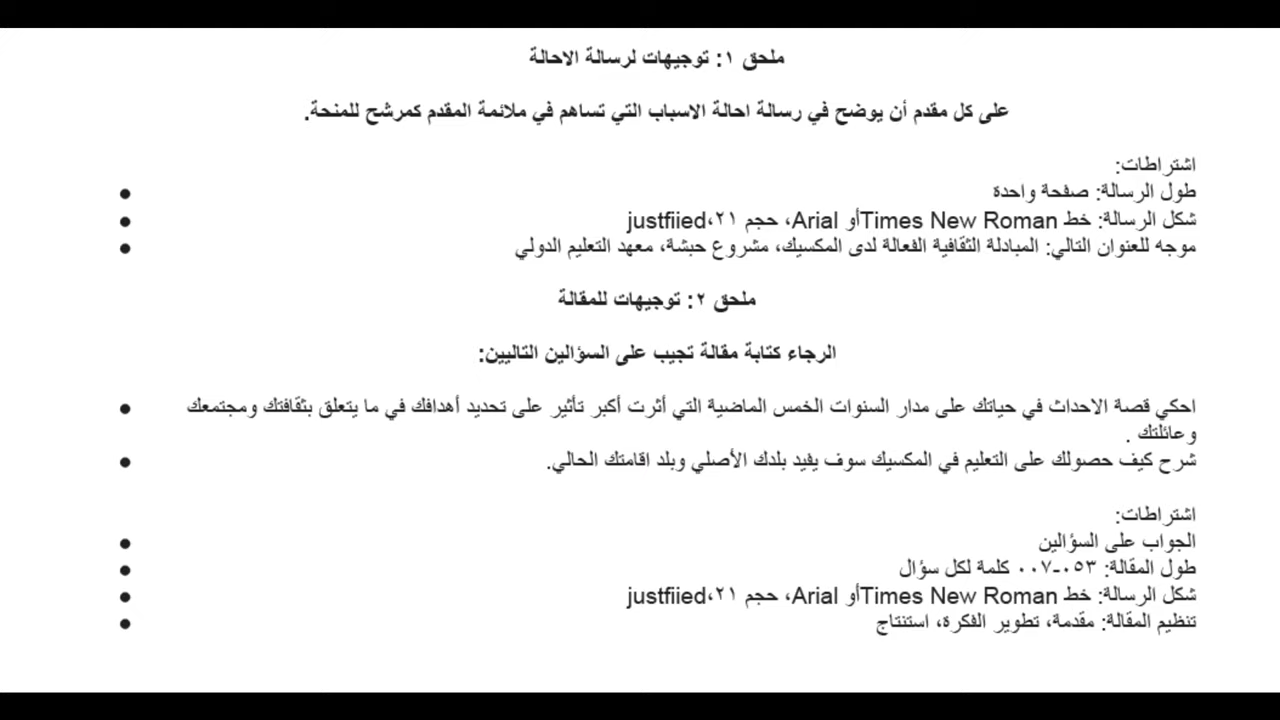 ملحق ١: توجيهات لرسالة الاحالة
على كل مقدم أن يوضح في رسالة احالة الاسباب التي تساهم في ملائمة المقدم كمرشح للمنحة.
اشتراطات:
طول الرسالة: صفحة واحدة
شكل الرسالة: خط Times New Romanأو Arial، حجم ٢١،justfiied
موجه للعنوان التالي: المبادلة الثقافية الفعالة لدى المكسيك، مشروع حبشة، معهد التعليم الدولي
ملحق ٢: توجيهات للمقالة
الرجاء كتابة مقالة تجيب على السؤالين التاليين:
احكي قصة الاحداث في حياتك على مدار السنوات الخمس الماضية التي أثرت أكبر تأثير على تحديد أهدافك في ما يتعلق بثقافتك ومجتمعك
وعائلتك .
شرح كيف حصولك على التعليم في المكسيك سوف يفيد بلدك الأصلي وبلد اقامتك الحالي.
اشتراطات:
الجواب على السؤالين
طول المقالة: ٠٥٣-٠٠٧ كلمة لكل سؤال
شكل الرسالة: خط Times New Romanأو Arial، حجم ٢١،justfiied
تنظيم المقالة: مقدمة، تطوير الفكرة، استنتاج